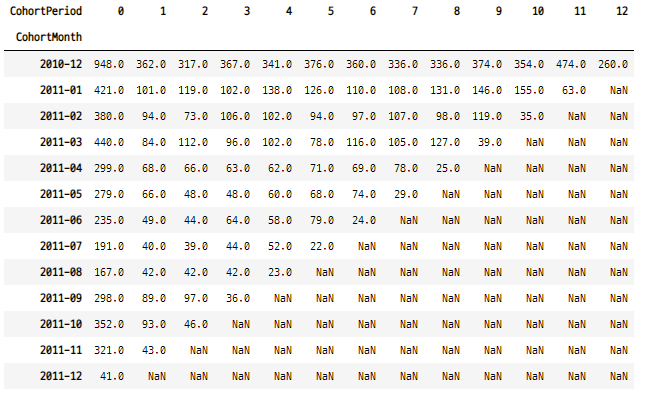 CohortPeriod 0 1 2 3 4 5 6 7 8 9 10 11 12
CohortMonth
2010-12 948.0 362.0 317.0 367.0 341.0 376.0 360.0 336.0 336.0 374.0 354.0 474.0 260.0
2011-01 421.0 101.0 119.0 102.0 138.0 126.0 110.0 108.0 131.0 146.0 155.0 63.0 NaN
2011-02 380.0 94.0 73.0 106.0 102.0 94.0 97.0 107.0 98.0 119.0 35.0 NaN NaN
2011-03 440.0 84.0 112.0 96.0 102.0 78.0 116.0 105.0 127.0 39.0 NaN NaN NaN
2011-04 299.0 68.0 66.0 63.0 62.0 71.0 69.0 78.0 25.0 NaN NaN NaN NaN
2011-05 279.0 66.0 48.0 48.0 60.0 68.0 74.0 29.0 NaN NaN NaN NaN NaN
2011-06 235.0 49.0 44.0 64.0 58.0 79.0 24.0 NaN NaN NaN NaN NaN NaN
2011-07 191.0 40.0 39.0 44.0 52.0 22.0 NaN NaN NaN NaN NaN NaN NaN
2011-08 167.0 42.0 42.0 42.0 23.0 NaN NaN NaN NaN NaN NaN NaN NaN
2011-09 298.0 89.0 97.0 36.0 NaN NaN NaN NaN NaN NaN NaN NaN NaN
2011-10 352.0 93.0 46.0 NaN NaN NaN NaN NaN NaN NaN NaN NaN NaN
2011-11 321.0 43.0 NaN NaN NaN NaN NaN NaN NaN NaN NaN NaN NaN
2011-12 41.0 NaN NaN NaN NaN NaN NaN NaN NaN NaN NaN NaN NaN